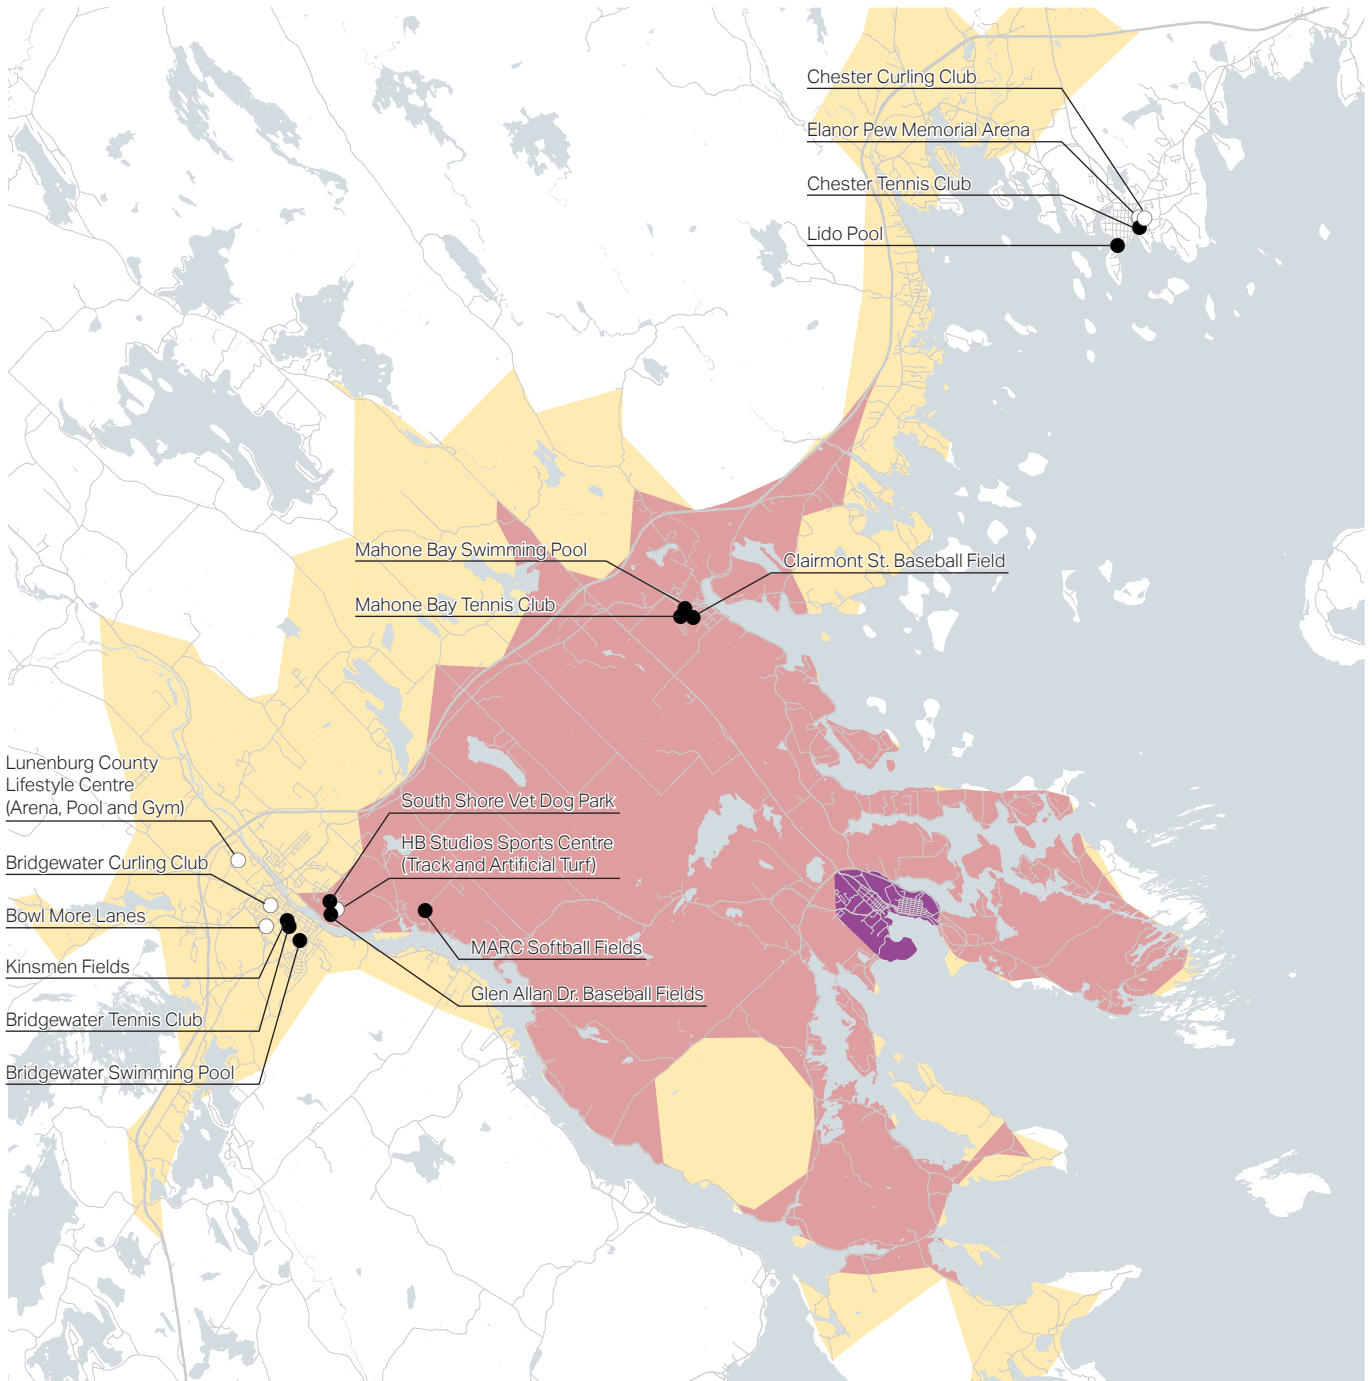 Chester Curling Club
Elanor Pew Memorial Arena
Chester Tennis Club
Lido Pool
Mahone Bay Swimming Pool
Clairmont St. Baseball Field
Mahone Bay Tennis Club
Lunenburg County
Lifestyle Centre
(Arena, Pool and Gym)
South Shore Vet Dog Park
HB Studios Sports Centre
(Track and Artificial Turf)
Bridgewater Curling Club
Bowl More Lanes
MARC Softball Fields
Kinsmen Fields
Glen Allan Dr. Baseball Fields
Bridgewater Tennis Club
Bridgewater Swimming Pool